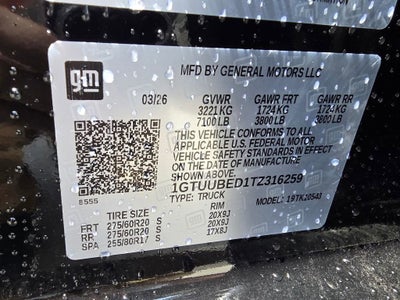 gm
MFD BY GENERAL MOTORS LLC
03/26 GVWR GAWR FRT GAWR RR
3221KG 1724KG 1724KG
7100LB 3800LB 3800LB
THIS VEHICLE CONFORMS TO ALL
APPLICABLE U.S. FEDERAL MOTOR
VEHICLE SAFETY STANDARDS IN EFFECT
ON THE DATE OF MANUFACTURE
SHOWN ABOVE.
1GTUUBED1TZ316259
TYPE: TRUCK MODEL: 19TK20543
8555
TIRE SIZE RIM
FRT 275/60R20 S 20X9J
RR 275/60R20 S 20X9J
SPA 255/80R17 S 17X8J